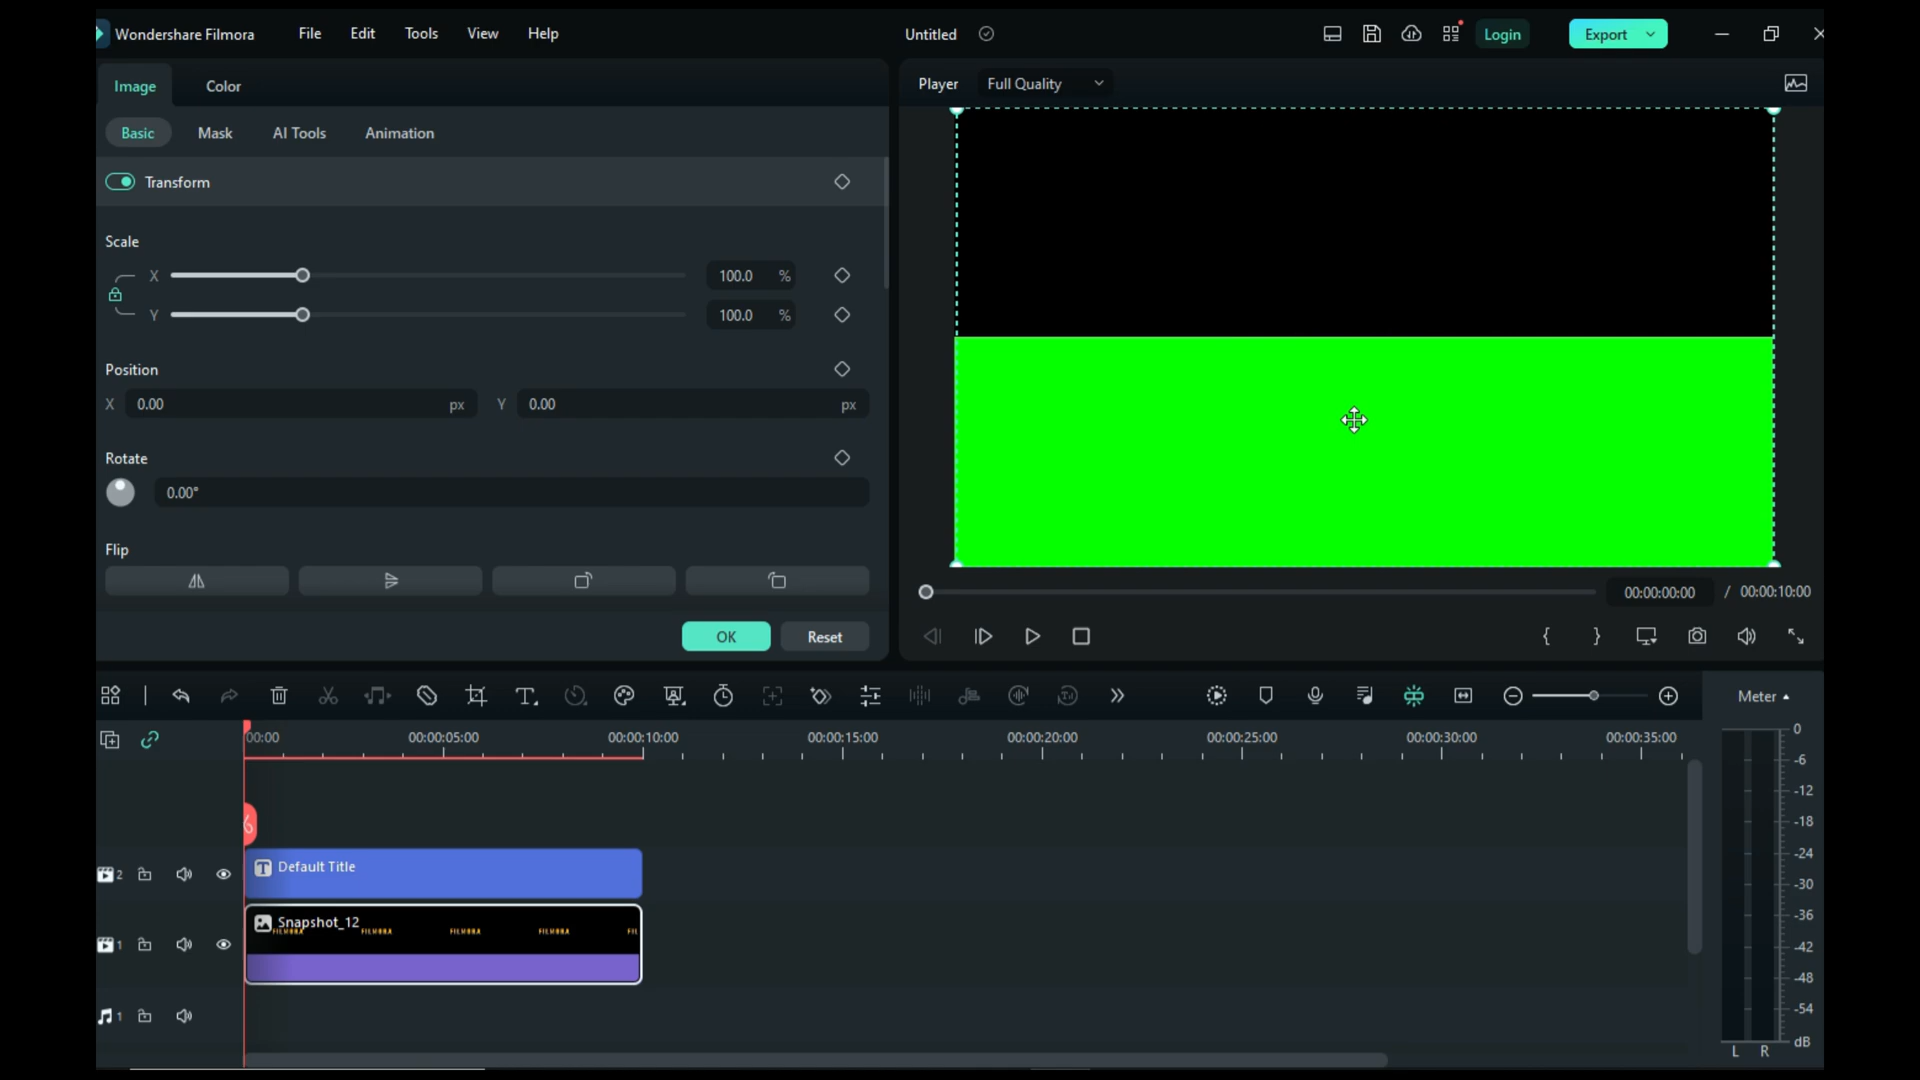 Wondershare Filmora File Edit Tools View Help Untitled Login Export
Image Color
Player Full Quality
Basic Mask AI Tools Animation
Transform
Scale
X 100.0 %
Y 100.0 %
Position
X 0.00 px Y 0.00 px
Rotate
0.00°
Flip
00:00:00:00 / 00:00:10:00
OK Reset
Meter
00:00 00:00:05:00 00:00:10:00 00:00:15:00 00:00:20:00 00:00:25:00 00:00:30:00 00:00:35:00
0
-6
-12
-18
-24
-30
-36
-42
-48
-54
dB
L R
2 Default Title
1 Snapshot_12
FILMORA FILMORA FILMORA FILMORA FIL
1